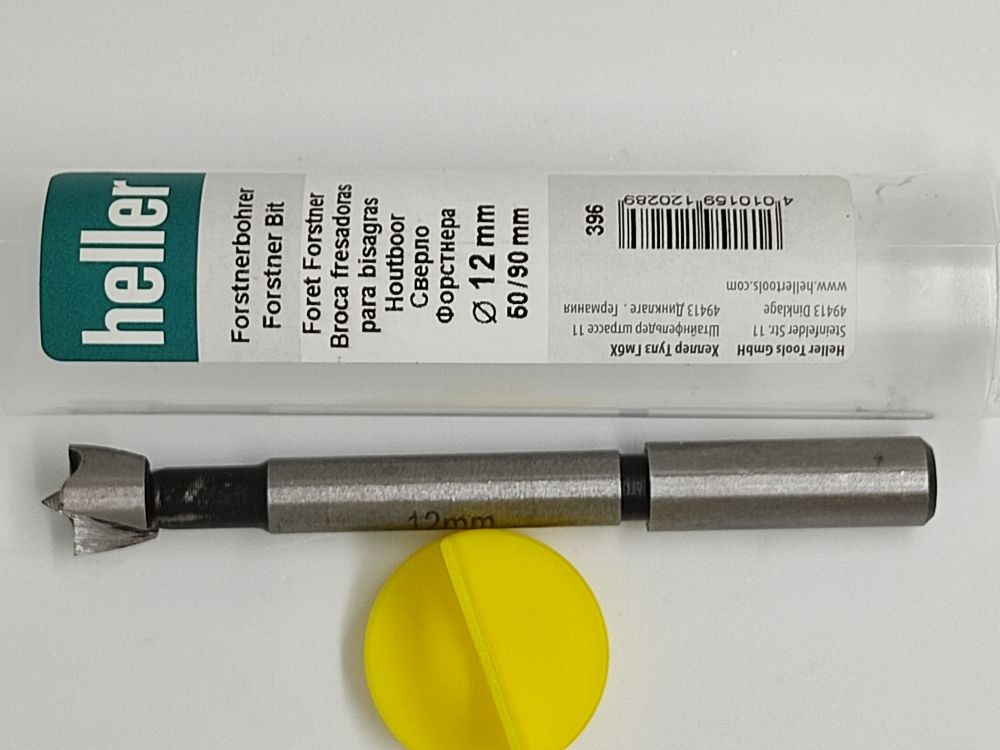 heller
Forstnerbohrer
Forstner Bit
Foret Forstner
Broca fresadoras
para bisagras
Houtboor
Сверло
Форстнера
Ø 12 mm
50/90 mm
396
4 010159 120289
Heller Tools GmbH
Steinfelder Str. 11
49413 Dinklage
www.hellertools.com
Хеллер Тулз ГмбХ
Штайнфельдер штрассе 11
49413 Динклаге . Германия
12mm